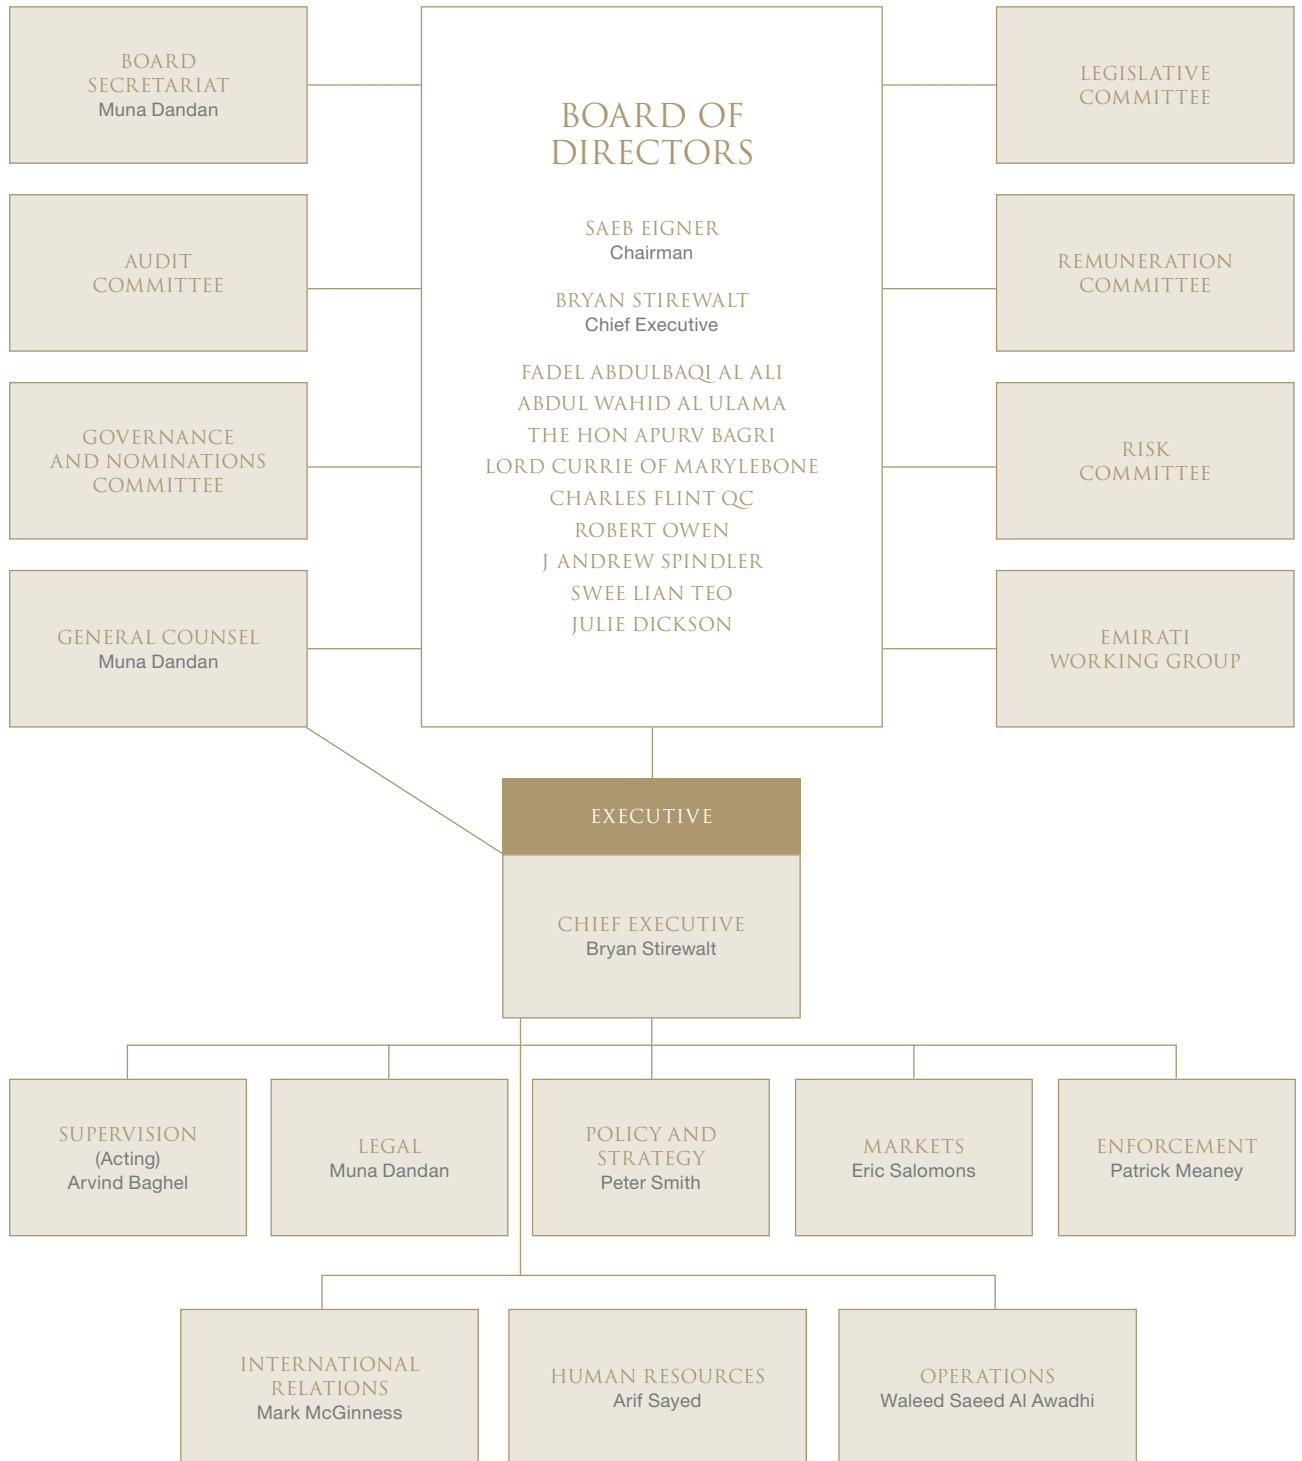 BOARD
SECRETARIAT
Muna Dandan
AUDIT
COMMITTEE
GOVERNANCE
AND NOMINATIONS
COMMITTEE
GENERAL COUNSEL
Muna Dandan
BOARD OF
DIRECTORS
SAEB EIGNER
Chairman
BRYAN STIREWALT
Chief Executive
FADEL ABDULBAQI AL ALI
ABDUL WAHID AL ULAMA
THE HON APURV BAGRI
LORD CURRIE OF MARYLEBONE
CHARLES FLINT QC
ROBERT OWEN
J ANDREW SPINDLER
SWEE LIAN TEO
JULIE DICKSON
LEGISLATIVE
COMMITTEE
REMUNERATION
COMMITTEE
RISK
COMMITTEE
EMIRATI
WORKING GROUP
EXECUTIVE
CHIEF EXECUTIVE
Bryan Stirewalt
SUPERVISION
(Acting)
Arvind Baghel
LEGAL
Muna Dandan
POLICY AND
STRATEGY
Peter Smith
MARKETS
Eric Salomons
ENFORCEMENT
Patrick Meaney
INTERNATIONAL
RELATIONS
Mark McGinness
HUMAN RESOURCES
Arif Sayed
OPERATIONS
Waleed Saeed Al Awadhi